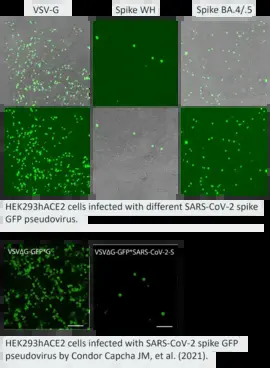 VSV-G Spike WH Spike BA.4/.5
HEK293hACE2 cells infected with different SARS-CoV-2 spike
GFP pseudovirus.
VSVΔG-GFP*G VSVΔG-GFP*SARS-CoV-2-S
HEK293hACE2 cells infected with SARS-CoV-2 spike GFP
pseudovirus by Condor Capcha JM, et al. (2021).